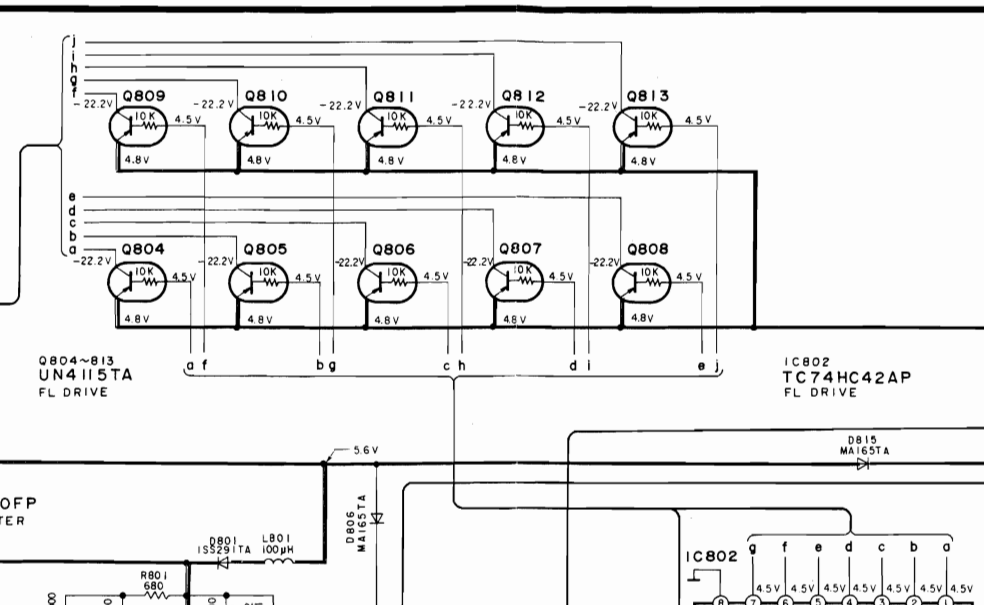 j
i
h
g
f
-22.2V Q809 -22.2V Q810 -22.2V Q811 -22.2V Q812 -22.2V Q813
10K 4.5V 10K 4.5V 10K 4.5V 10K 4.5V 10K 4.5V
4.8V 4.8V 4.8V 4.8V 4.8V
e
d
c
b
a
Q804 Q805 Q806 Q807 Q808
-22.2V -22.2V -22.2V -22.2V -22.2V
10K 4.5V 10K 4.5V 10K 4.5V 10K 4.5V 10K 4.5V
4.8V 4.8V 4.8V 4.8V 4.8V
a f b g c h d i e j
Q804~813
UN4115TA
FL DRIVE
IC802
TC74HC42AP
FL DRIVE
5.6V
D815
MA165TA
OFP
TER
D806
MA165TA
D801
1SS291TA
L801
100μH
R801
680
IC802
g f e d c b a
4.5V 4.5V 4.5V 4.5V 4.5V 4.5V 4.5V
8 7 6 5 4 3 2 1